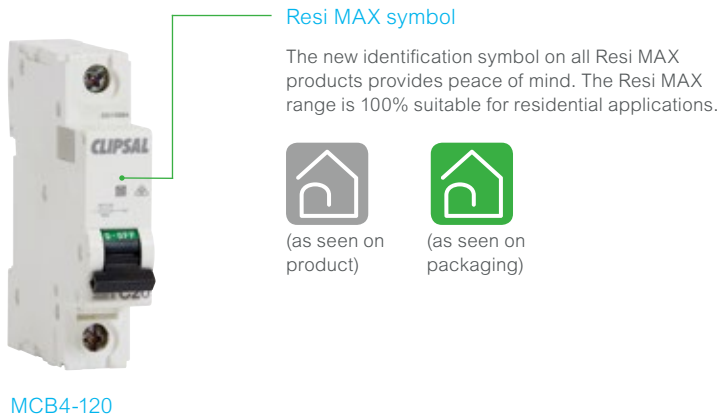 Resi MAX symbol
The new identification symbol on all Resi MAX
products provides peace of mind. The Resi MAX
range is 100% suitable for residential applications.
CLIPSAL
O-OFF
C20
(as seen on
product)
(as seen on
packaging)
MCB4-120